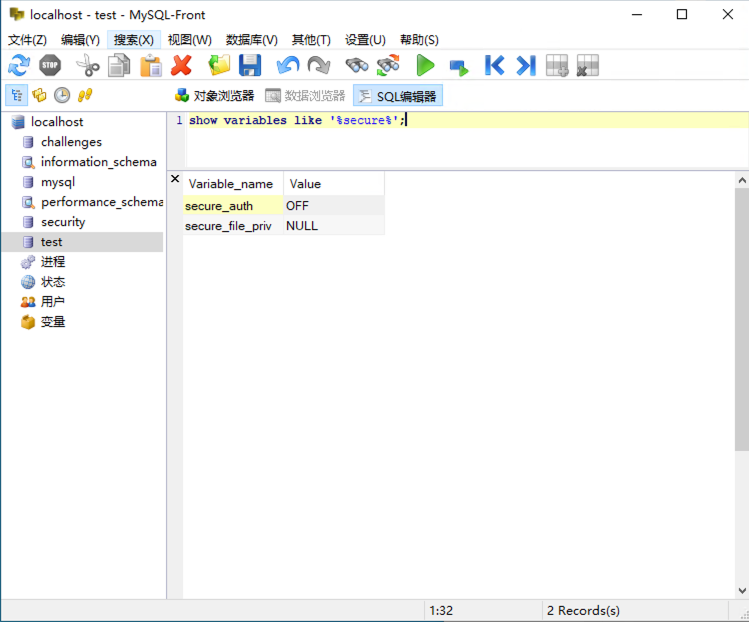 localhost - test - MySQL-Front
文件(Z) 编辑(Y) 搜索(X) 视图(W) 数据库(V) 其他(T) 设置(U) 帮助(S)
STOP
对象浏览器 数据浏览器 SQL编辑器
localhost
challenges
information_schema
mysql
performance_schema
security
test
进程
状态
用户
变量
1 show variables like '%secure%';
Variable_name Value
secure_auth OFF
secure_file_priv NULL
1:32 2 Records(s)